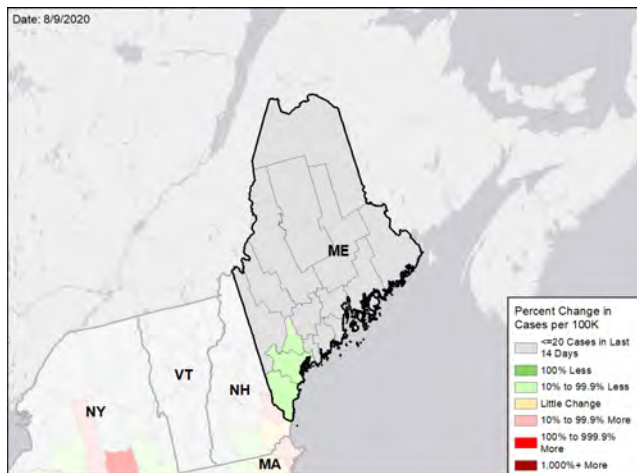 Date: 8/9/2020
ME
VT
NH
NY
MA
Percent Change in
Cases per 100K
<=20 Cases in Last
14 Days
100% Less
10% to 99.9% Less
Little Change
10% to 99.9% More
100% to 999.9%
More
1,000%+ More